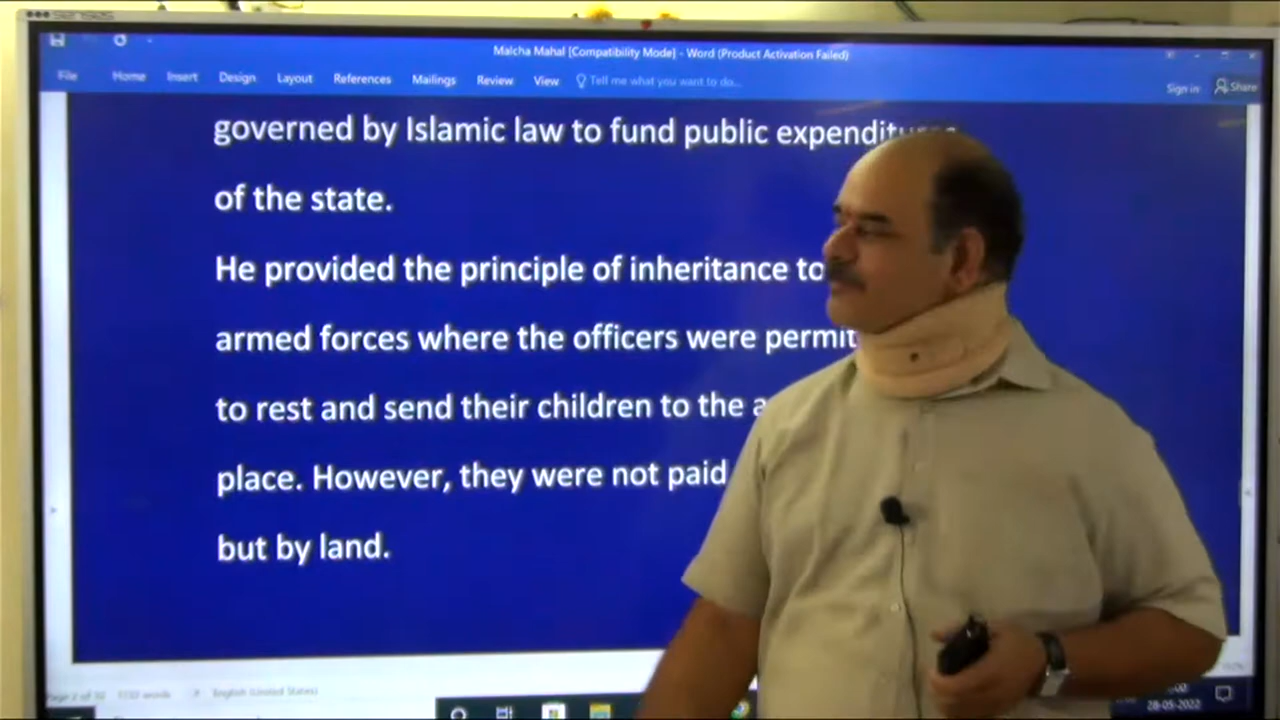 Malcha Mahal [Compatibility Mode] - Word (Product Activation Failed)
File Home Insert Design Layout References Mailings Review View Tell me what you want to do... Sign in Share
governed by Islamic law to fund public expenditures
of the state.
He provided the principle of inheritance to
armed forces where the officers were permit
to rest and send their children to the
place. However, they were not paid
but by land.
English (United States)
28-05-2022